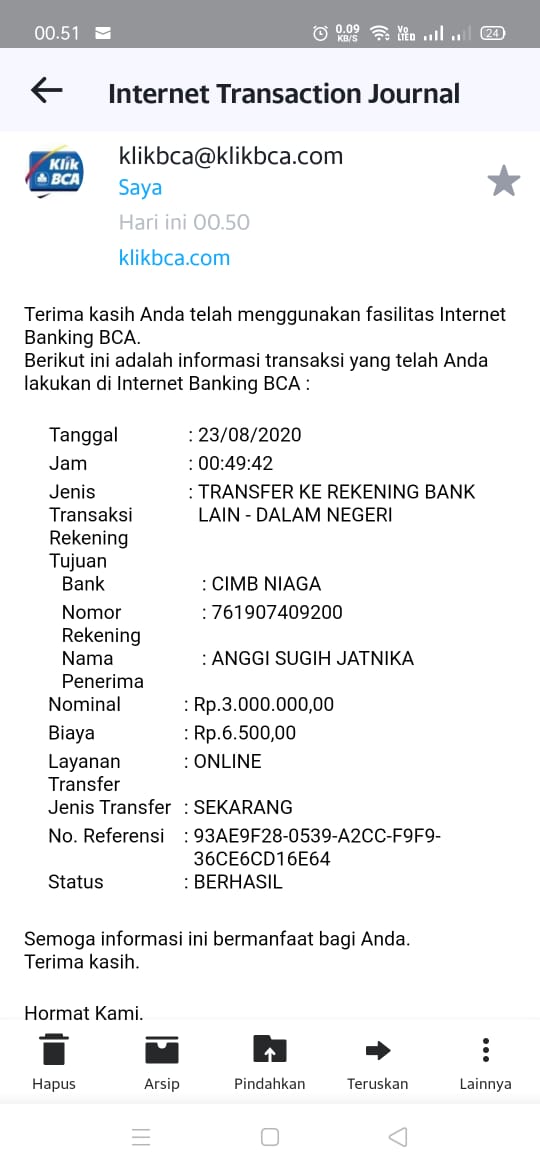 00.51
0.09
KB/S
Vo
LTED
24
Internet Transaction Journal
Klik
BCA
klikbca@klikbca.com
Saya
Hari ini 00.50
klikbca.com
Terima kasih Anda telah menggunakan fasilitas Internet
Banking BCA.
Berikut ini adalah informasi transaksi yang telah Anda
lakukan di Internet Banking BCA :
Tanggal : 23/08/2020
Jam : 00:49:42
Jenis : TRANSFER KE REKENING BANK
Transaksi LAIN - DALAM NEGERI
Rekening
Tujuan
Bank : CIMB NIAGA
Nomor : 761907409200
Rekening
Nama : ANGGI SUGIH JATNIKA
Penerima
Nominal : Rp.3.000.000,00
Biaya : Rp.6.500,00
Layanan : ONLINE
Transfer
Jenis Transfer : SEKARANG
No. Referensi : 93AE9F28-0539-A2CC-F9F9-
36CE6CD16E64
Status : BERHASIL
Semoga informasi ini bermanfaat bagi Anda.
Terima kasih.
Hormat Kami.
Hapus Arsip Pindahkan Teruskan Lainnya